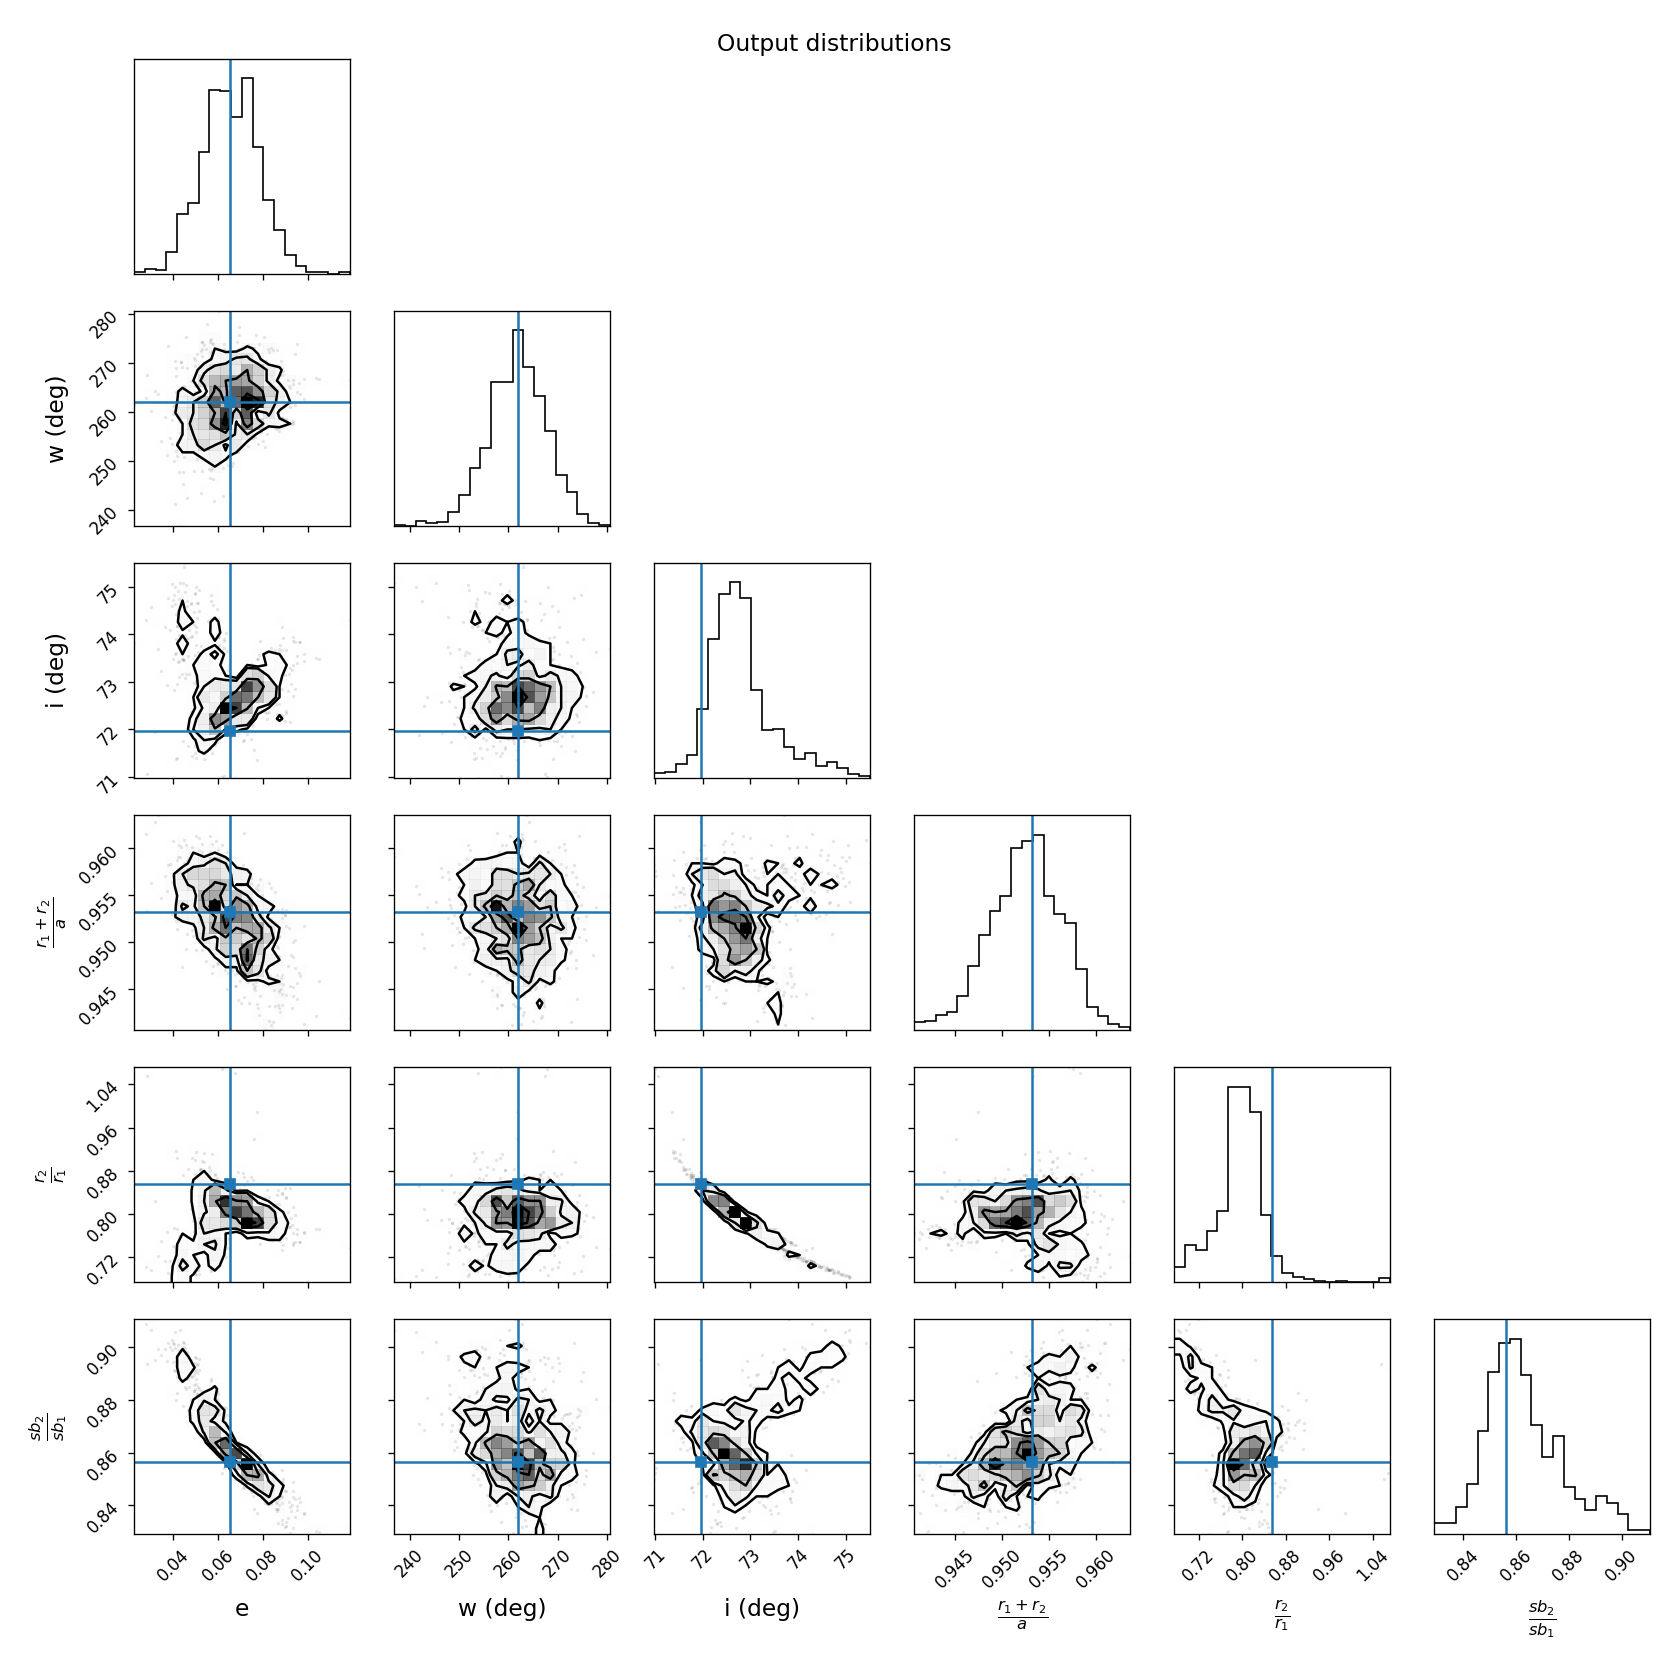 Output distributions
280
270
260
250
240
w (deg)
75
74
73
72
71
i (deg)
0.960
0.955
0.950
0.945
r₁ + r₂
a
1.04
0.96
0.88
0.80
0.72
r₂
r₁
0.90
0.88
0.86
0.84
sb₂
sb₁
0.04 0.06 0.08 0.10 240 250 260 270 280 71 72 73 74 75 0.945 0.950 0.955 0.960 0.72 0.80 0.88 0.96 1.04 0.84 0.86 0.88 0.90
e w (deg) i (deg) r₁ + r₂ r₂ sb₂
a r₁ sb₁